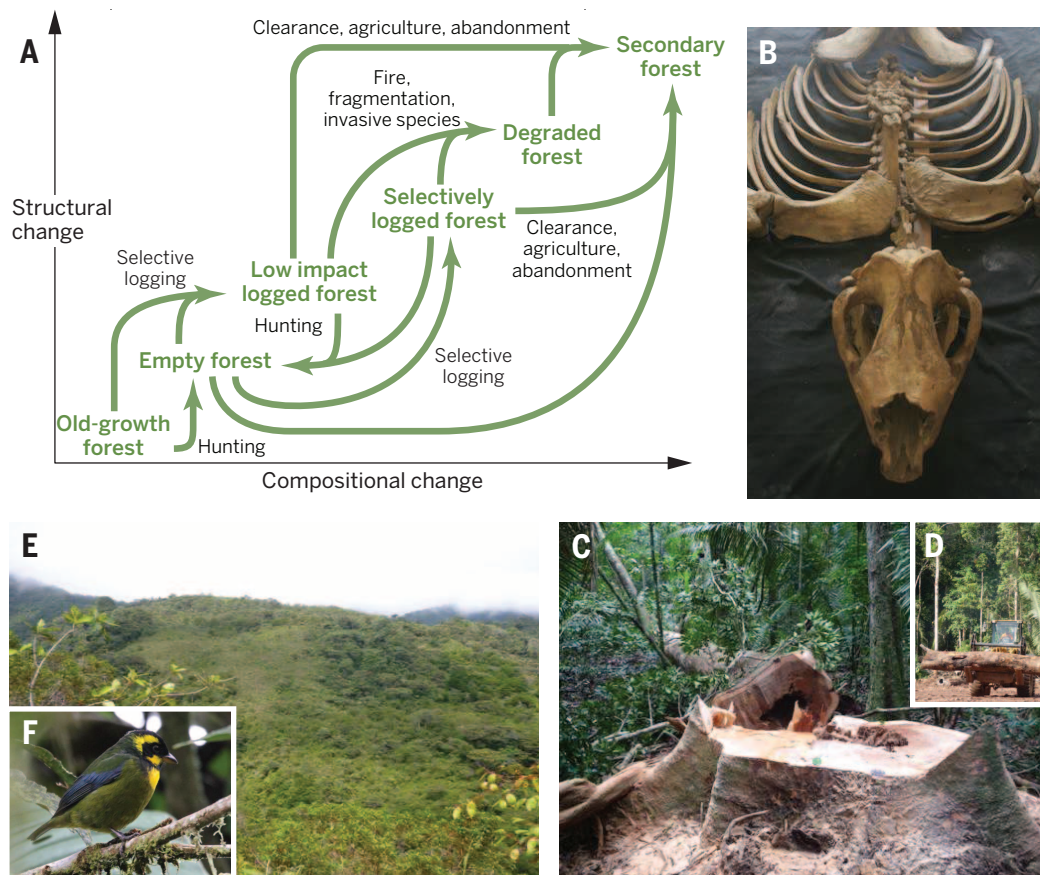 A
Clearance, agriculture, abandonment
Secondary
forest
Fire,
fragmentation,
invasive species
Degraded
forest
Structural
change
Selectively
logged forest
Clearance,
agriculture,
abandonment
Selective
logging
Low impact
logged forest
Hunting
Empty forest
Selective
logging
Old-growth
forest
Hunting
Compositional change
B
E
C
D
F